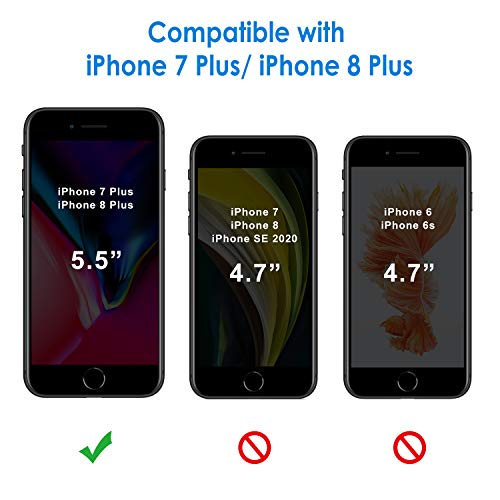 Compatible with
iPhone 7 Plus/ iPhone 8 Plus
iPhone 7 Plus
iPhone 8 Plus
5.5”
iPhone 7
iPhone 8
iPhone SE 2020
4.7”
iPhone 6
iPhone 6s
4.7”